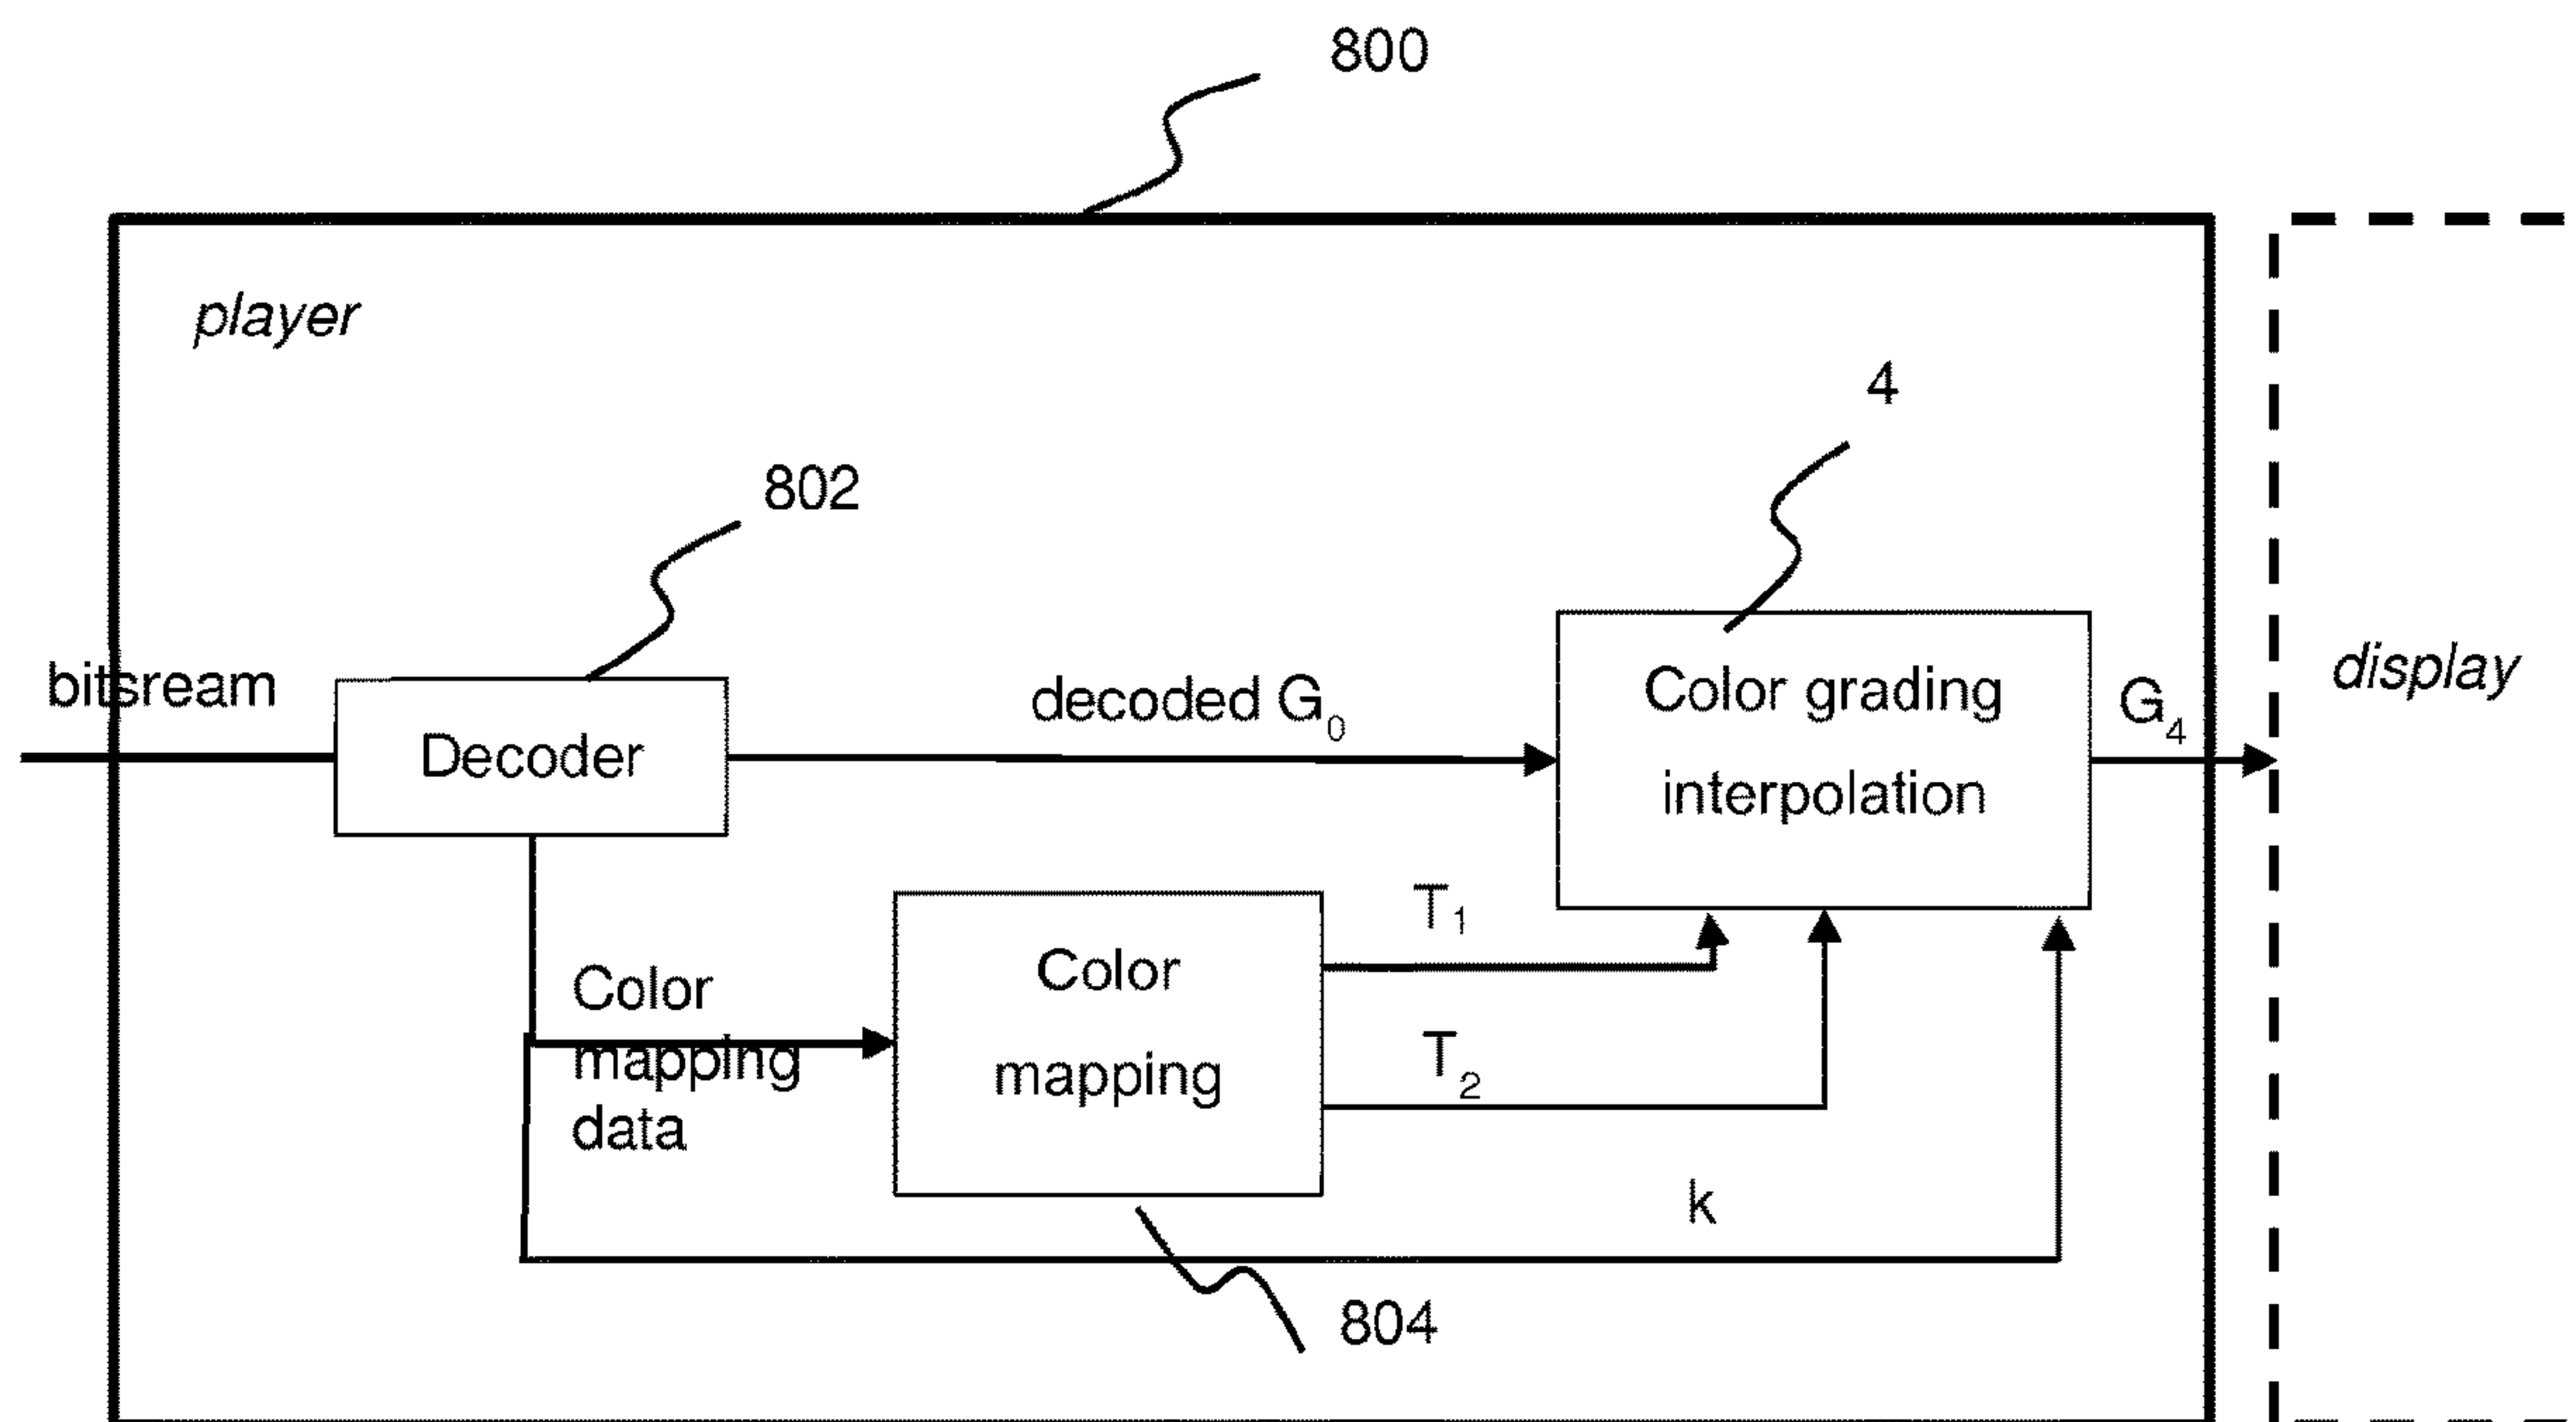 800
player
4
802
bitsream
Decoder
decoded G₀
Color grading
interpolation
G₄
display
T₁
Color
mapping
data
Color
mapping
T₂
k
804